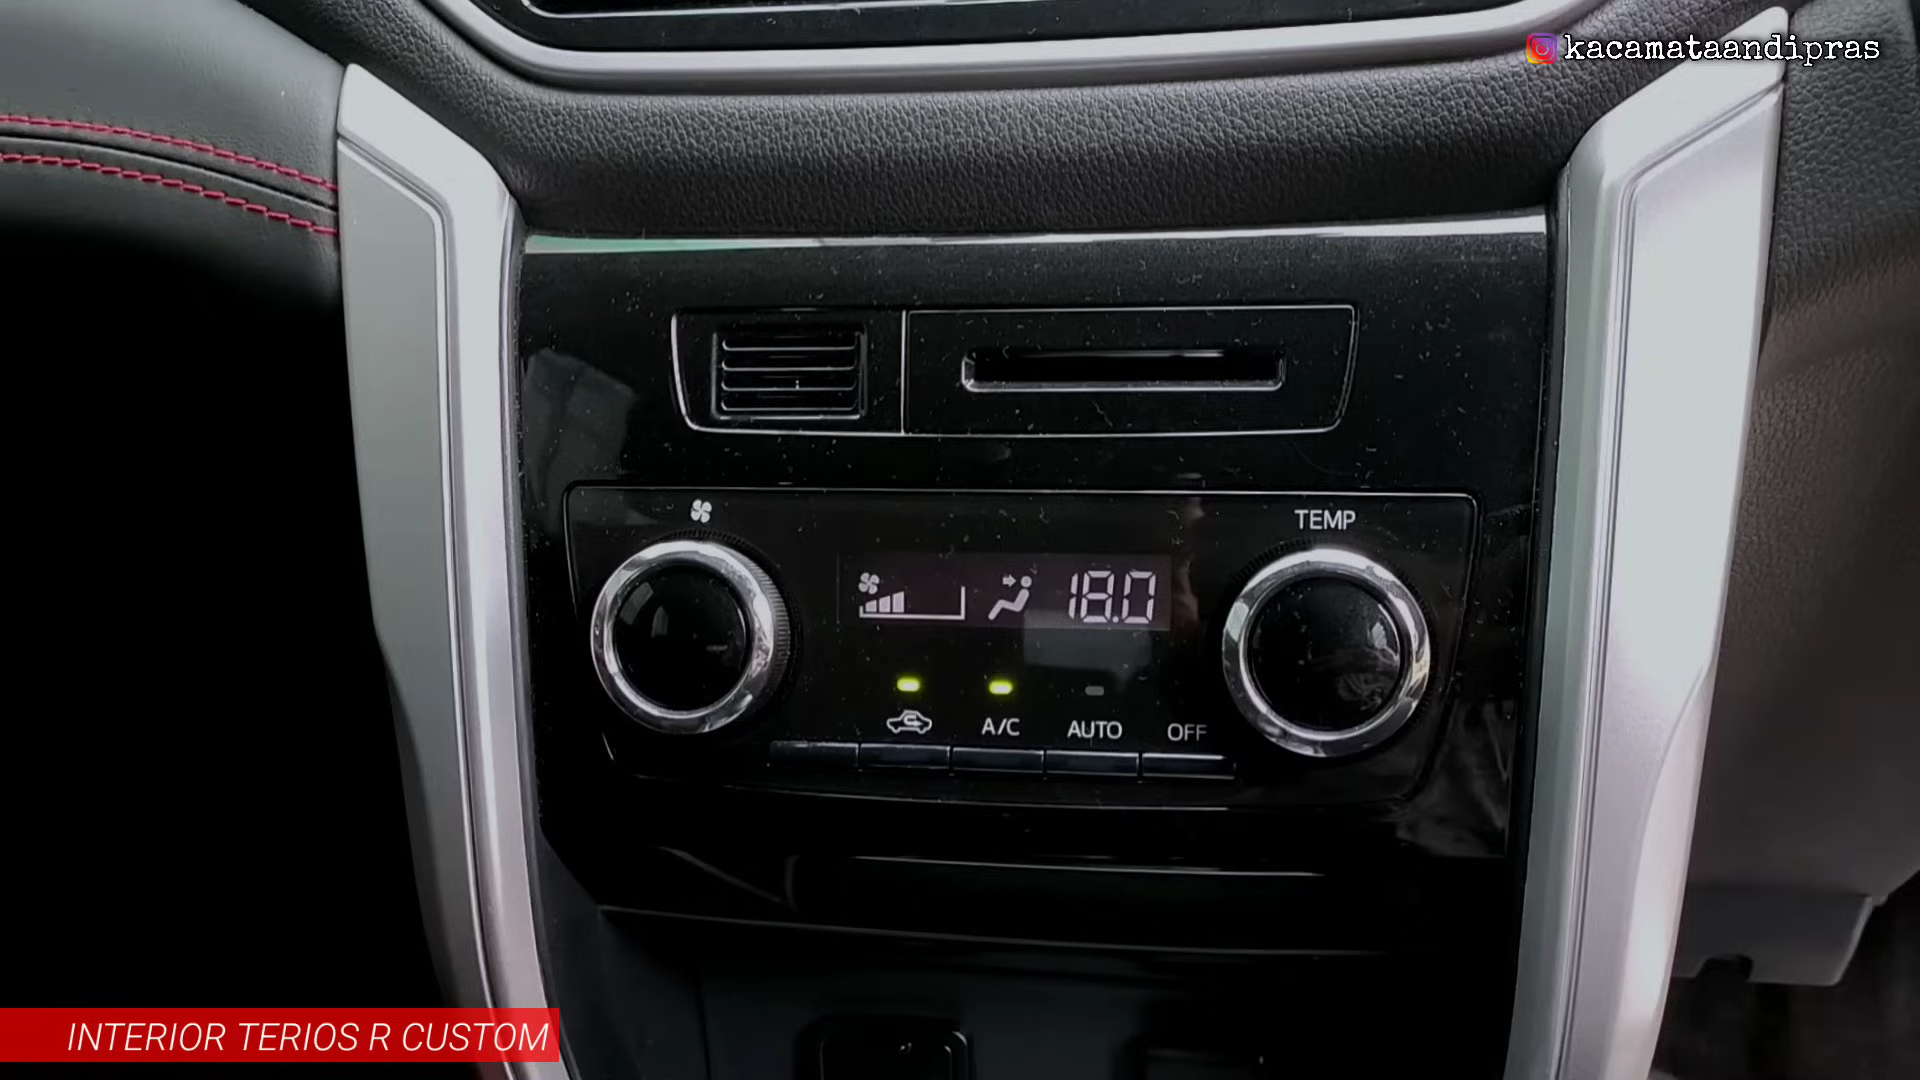 kacamataandipras
TEMP
18.0
A/C
AUTO
OFF
INTERIOR TERIOS R CUSTOM